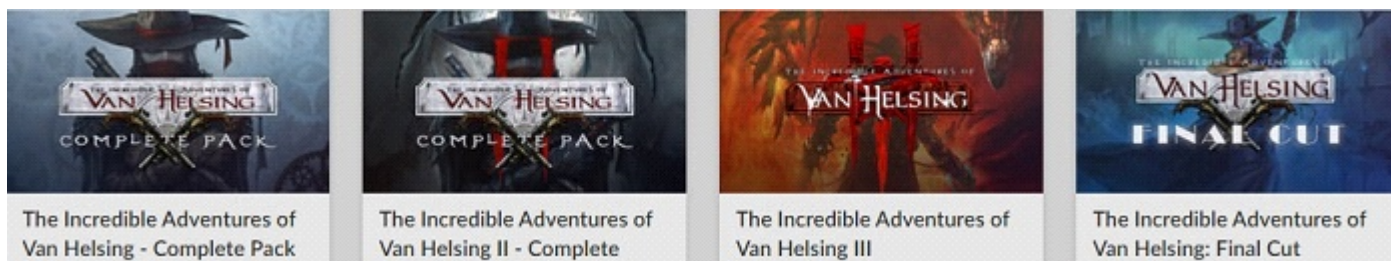 THE INCREDIBLE ADVENTURES OF
VAN HELSING
COMPLETE PACK
The Incredible Adventures of
Van Helsing - Complete Pack
THE INCREDIBLE ADVENTURES OF
VAN HELSING
COMPLETE PACK
The Incredible Adventures of
Van Helsing II - Complete
THE INCREDIBLE ADVENTURES OF
VAN HELSING
III
The Incredible Adventures of
Van Helsing III
THE INCREDIBLE ADVENTURES OF
VAN HELSING
FINAL CUT
The Incredible Adventures of
Van Helsing: Final Cut